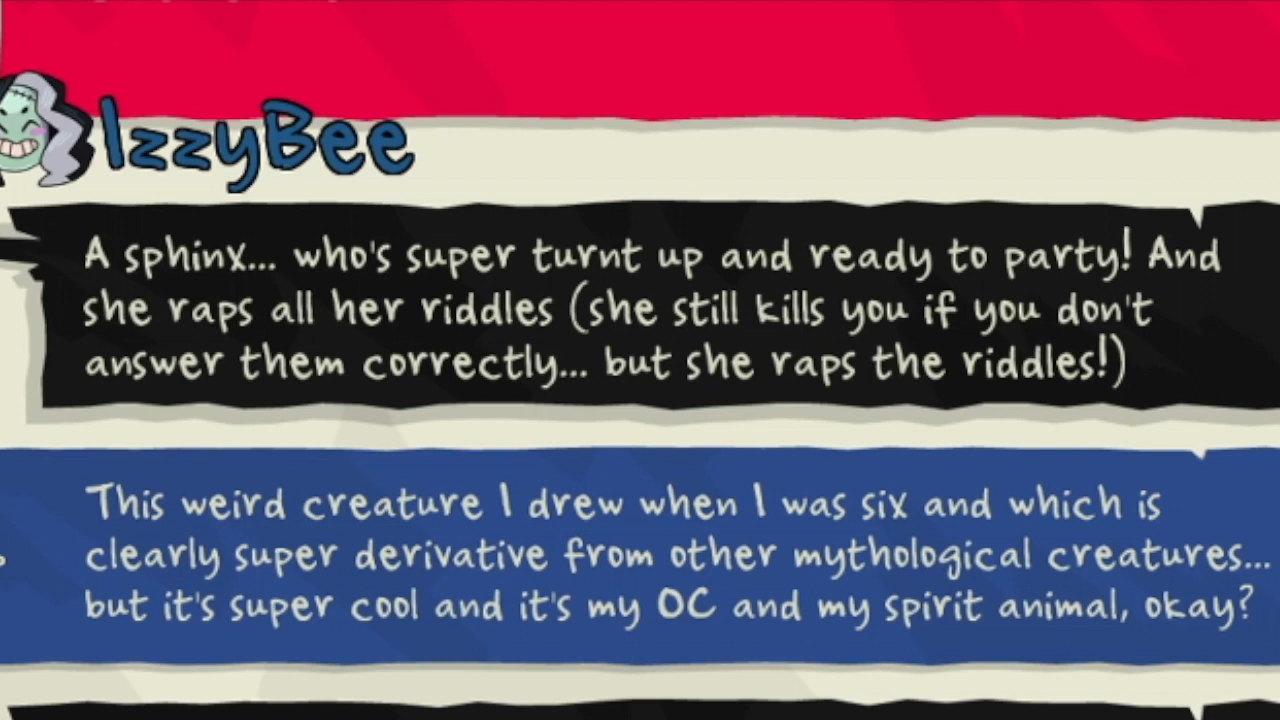 IzzyBee
A sphinx... who's super turnt up and ready to party! And
she raps all her riddles (she still kills you if you don't
answer them correctly... but she raps the riddles!)
This weird creature I drew when I was six and which is
clearly super derivative from other mythological creatures...
but it's super cool and it's my OC and my spirit animal, okay?